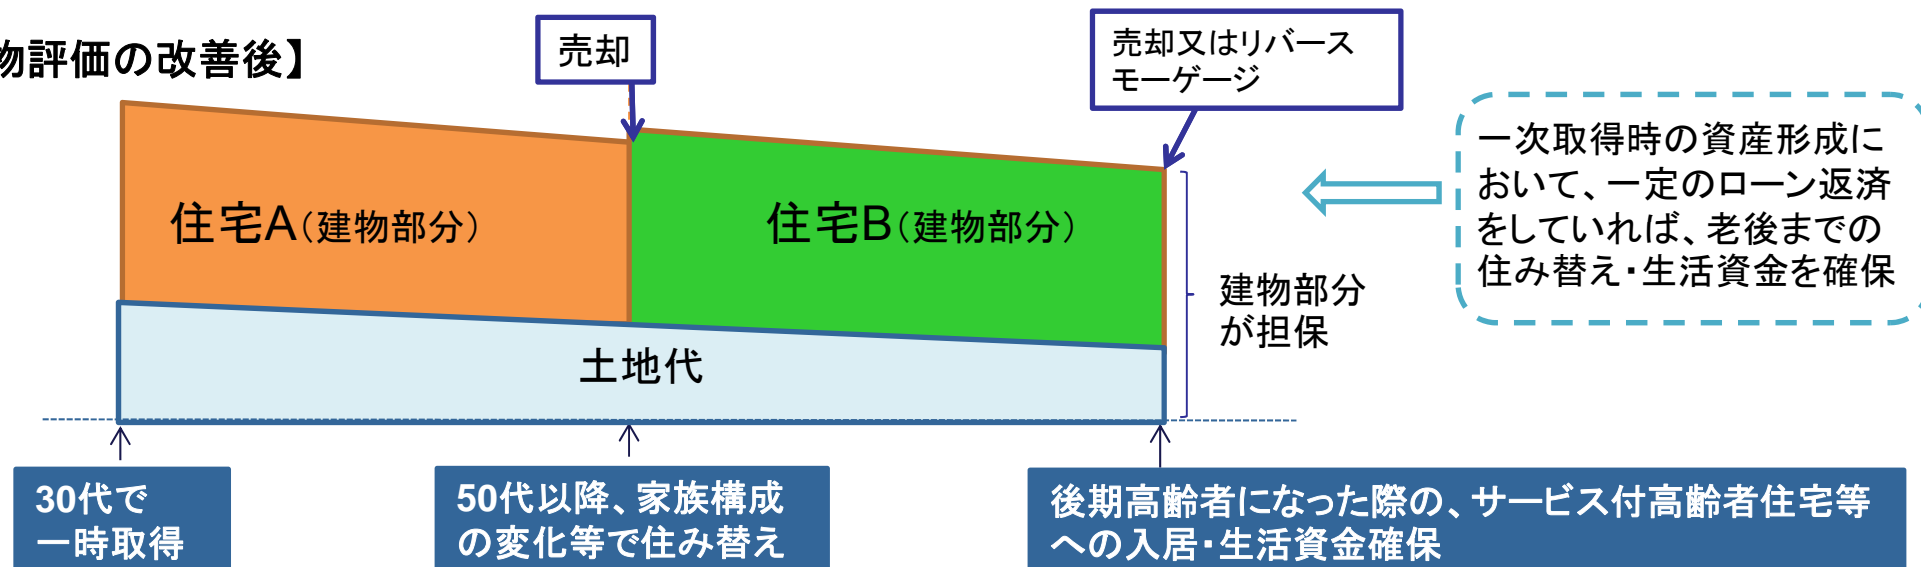 物評価の改善後】
売却
売却又はリバース
モーゲージ
一次取得時の資産形成に
おいて、一定のローン返済
をしていれば、老後までの
住み替え・生活資金を確保
住宅A（建物部分）
住宅B（建物部分）
建物部分
が担保
土地代
30代で
一時取得
50代以降、家族構成
の変化等で住み替え
後期高齢者になった際の、サービス付高齢者住宅等
への入居・生活資金確保